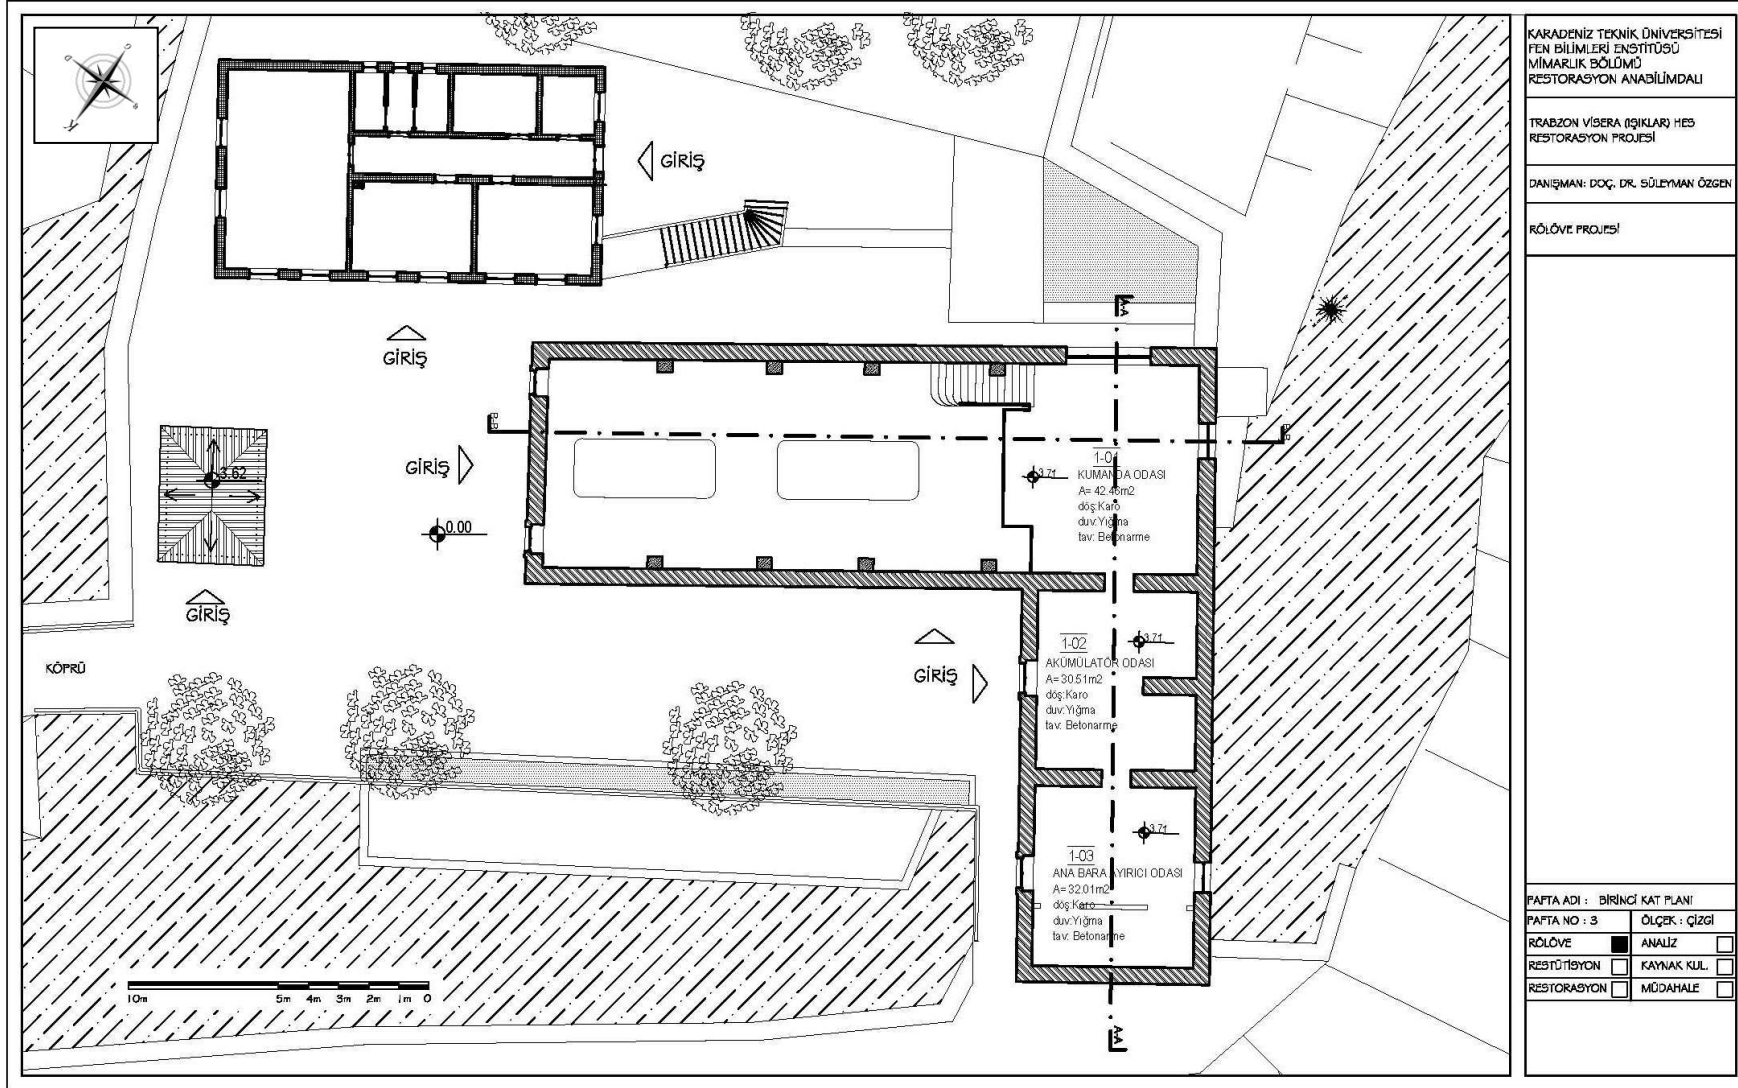 KARADENİZ TEKNİK ÜNİVERSİTESİ
FEN BİLİMLERİ ENSTİTÜSÜ
MİMARLIK BÖLÜMÜ
RESTORASYON ANABİLİMDALI
TRABZON VİSERA (IŞIKLAR) HES
RESTORASYON PROJESİ
DANIŞMAN: DOÇ. DR. SÜLEYMAN ÖZGEN
RÖLÖVE PROJESİ
GİRİŞ
GİRİŞ
A-A
B-B
B-B
GİRİŞ
3.62
0.00
3.71
KUMANDA ODASI
A= 42.46m2
döş:Karo
duv:Yığma
tav: Betonarme
GİRİŞ
KÖPRÜ
GİRİŞ
1-02
3.71
AKÜMÜLATÖR ODASI
A= 30.51m2
döş:Karo
duv:Yığma
tav: Betonarme
3.71
1-03
ANA BARA AYIRICI ODASI
A= 32.01m2
döş:Karo
duv:Yığma
tav: Betonarme
10m 5m 4m 3m 2m 1m 0
A-A
PAFTA ADI : BİRİNCİ KAT PLANI
PAFTA NO : 3 ÖLÇEK : ÇİZGİ
RÖLÖVE ANALİZ
RESTÜTİSYON KAYNAK KUL.
RESTORASYON MÜDAHALE